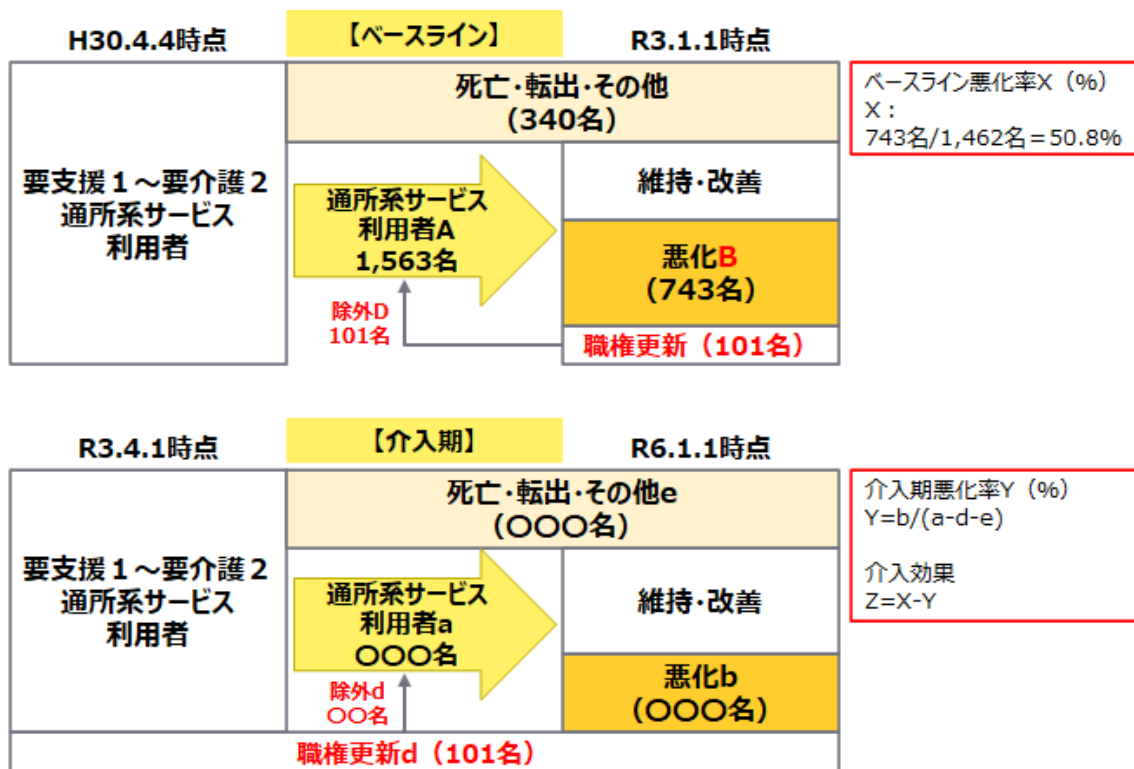 H30.4.4時点
【ベースライン】
R3.1.1時点
死亡・転出・その他
(340名)
要支援１～要介護２
通所系サービス
利用者
通所系サービス
利用者A
1,563名
維持・改善
悪化B
(743名)
除外D
101名
職権更新（101名）
ベースライン悪化率X（%）
X：
743名/1,462名＝50.8%
R3.4.1時点
【介入期】
R6.1.1時点
死亡・転出・その他e
(〇〇〇名)
要支援１～要介護２
通所系サービス
利用者
通所系サービス
利用者a
〇〇〇名
維持・改善
悪化b
(〇〇〇名)
除外d
〇〇名
職権更新d（101名）
介入期悪化率Y（%）
Y=b/(a-d-e)
介入効果
Z=X-Y